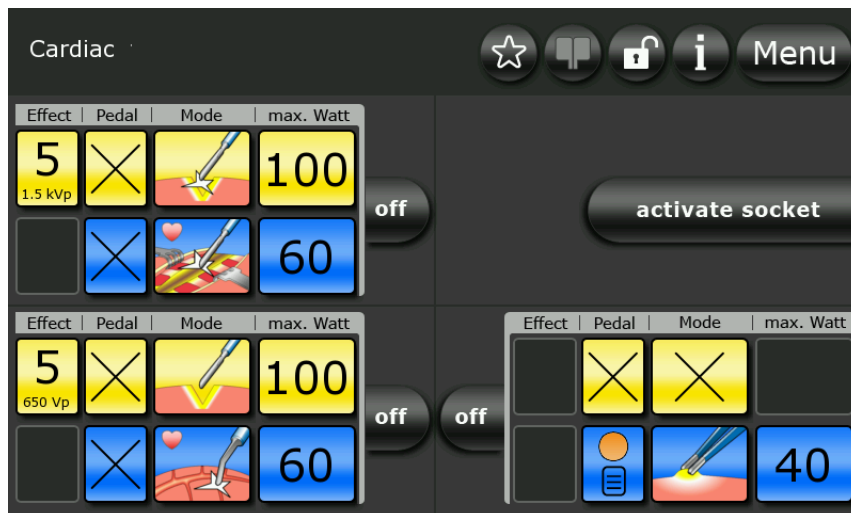 Cardiac
i
Menu
Effect | Pedal | Mode | max. Watt
5
1.5 kVp
100
off
60
activate socket
Effect | Pedal | Mode | max. Watt
5
650 Vp
100
off
60
Effect | Pedal | Mode | max. Watt
off
40